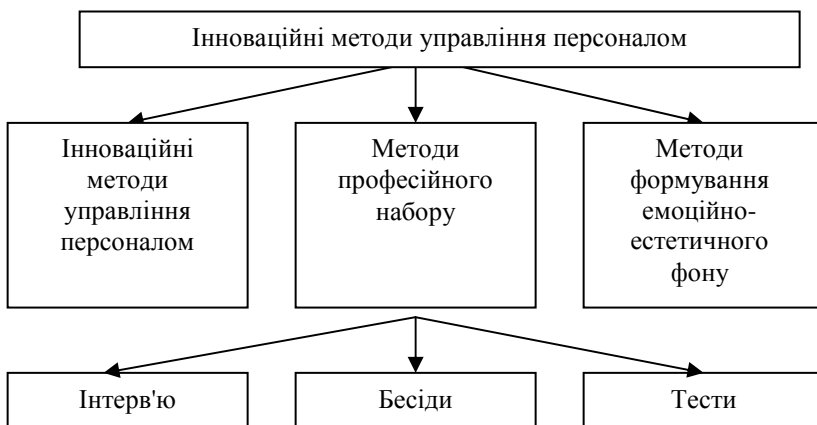 Інноваційні методи управління персоналом
Інноваційні
методи
управління
персоналом
Методи
професійного
набору
Методи
формування
емоційно-
естетичного
фону
Інтерв'ю
Бесіди
Тести